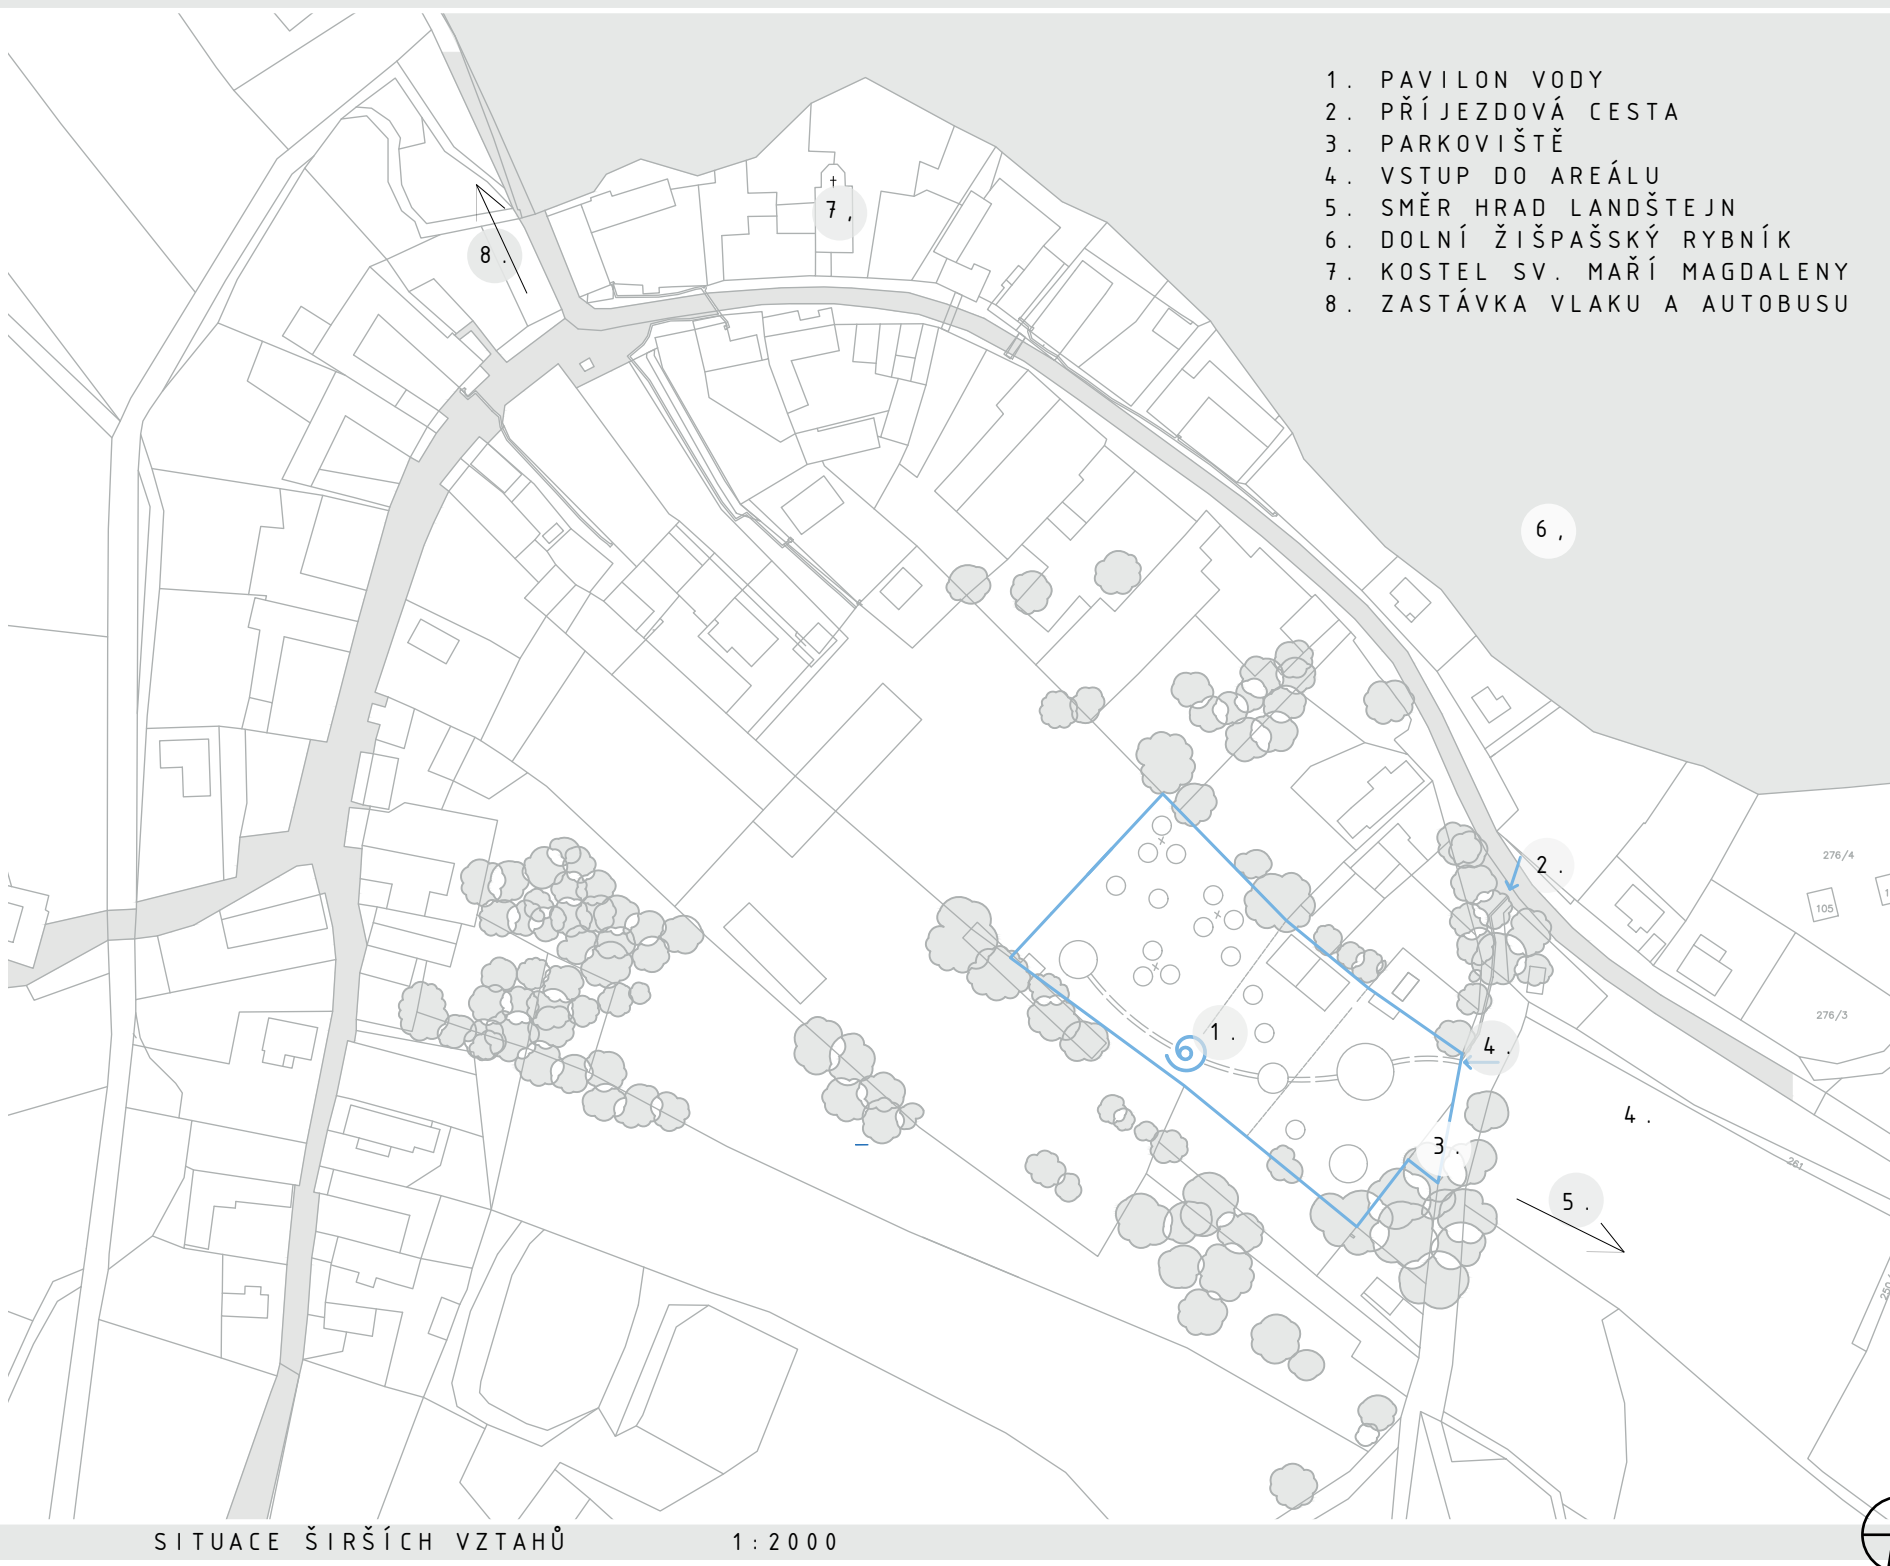 1. PAVILON VODY
2. PŘÍJEZDOVÁ CESTA
3. PARKOVIŠTĚ
4. VSTUP DO AREÁLU
5. SMĚR HRAD LANDŠTEJN
6. DOLNÍ ŽIŠPAŠSKÝ RYBNÍK
7. KOSTEL SV. MAŘÍ MAGDALENY
8. ZASTÁVKA VLAKU A AUTOBUSU
7,
8.
6,
276/4
2.
105
276/3
1.
4.
4.
3.
261
5.
SITUACE ŠIRŠÍCH VZTAHŮ 1:2000